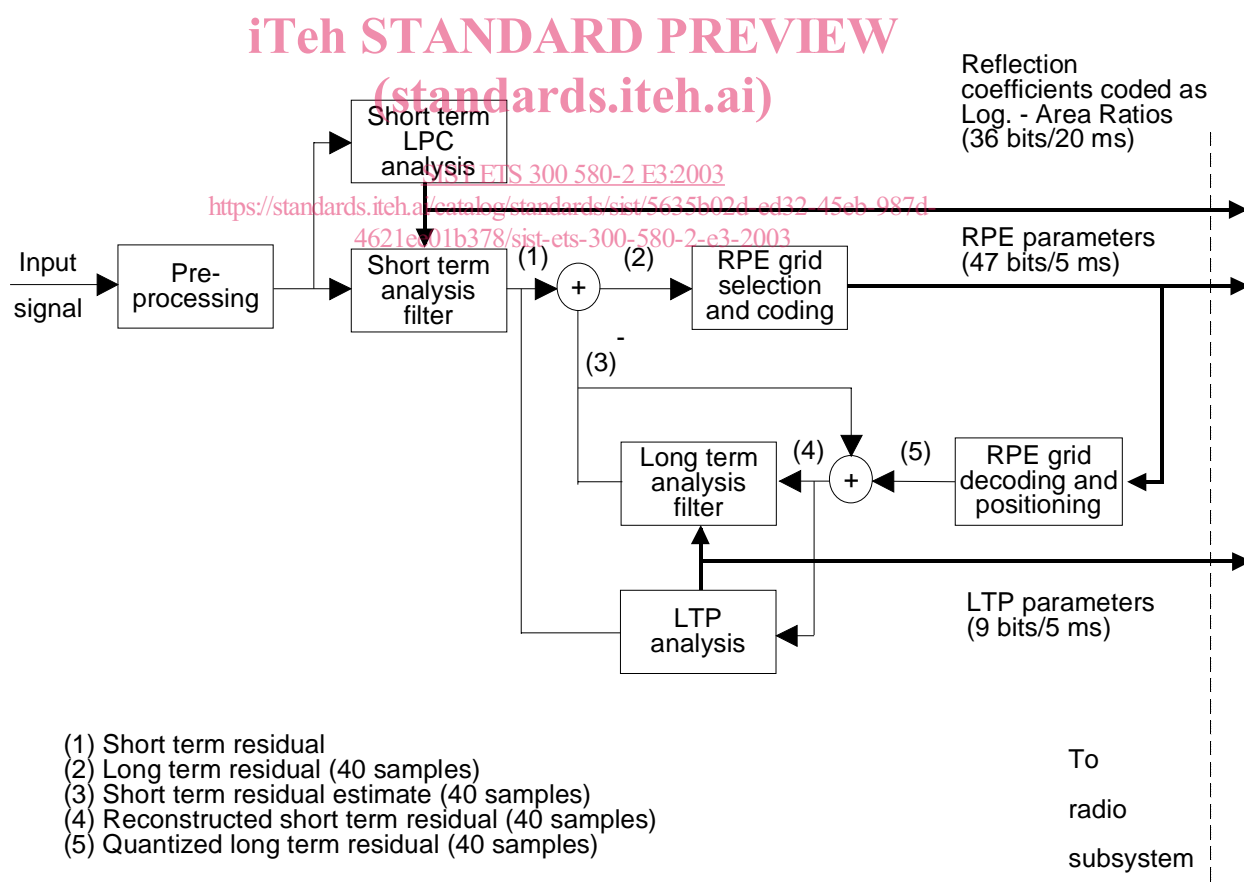 iTeh STANDARD PREVIEW
(standards.iteh.ai)
Reflection
coefficients coded as
Log. - Area Ratios
(36 bits/20 ms)
Short term
LPC
analysis
SIST ETS 300 580-2 E3:2003
https://standards.iteh.ai/catalog/standards/sist/5635b02d-ed32-45eb-987d-
4621ee01b378/sist-ets-300-580-2-e3-2003
Input
signal
Pre-
processing
Short term
analysis
filter
(1)
+
(2)
RPE grid
selection
and coding
RPE parameters
(47 bits/5 ms)
-
(3)
Long term
analysis
filter
(4)
+
(5)
RPE grid
decoding and
positioning
LTP
analysis
LTP parameters
(9 bits/5 ms)
(1) Short term residual
(2) Long term residual (40 samples)
(3) Short term residual estimate (40 samples)
(4) Reconstructed short term residual (40 samples)
(5) Quantized long term residual (40 samples)
To
radio
subsystem